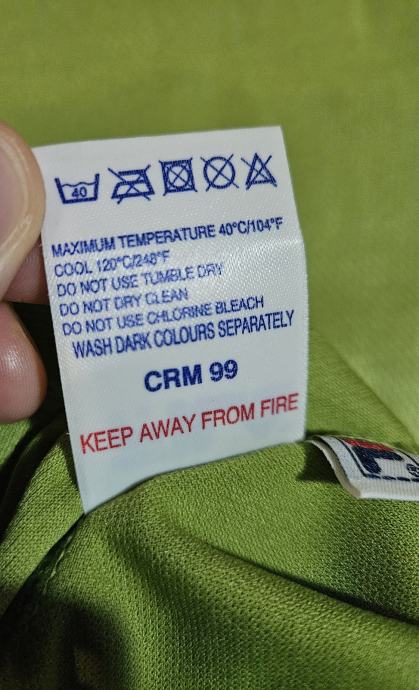 40
MAXIMUM TEMPERATURE 40°C/104°F
COOL 120°C/248°F
DO NOT USE TUMBLE DRY
DO NOT DRY CLEAN
DO NOT USE CHLORINE BLEACH
WASH DARK COLOURS SEPARATELY
CRM 99
KEEP AWAY FROM FIRE